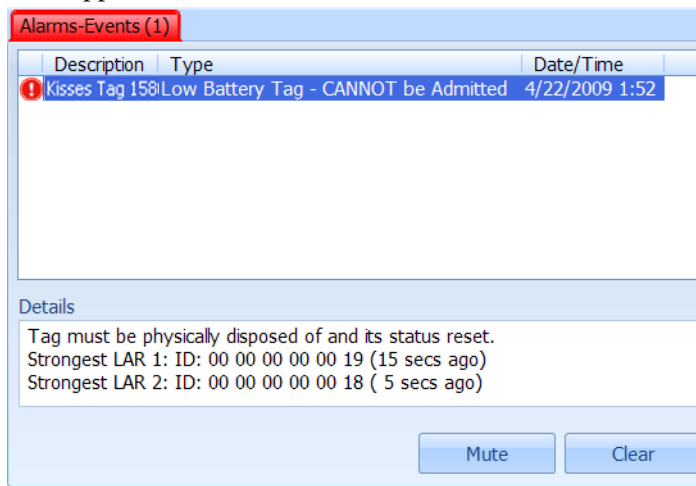 Alarms-Events (1)
Description Type Date/Time
Kisses Tag 158 Low Battery Tag - CANNOT be Admitted 4/22/2009 1:52
Details
Tag must be physically disposed of and its status reset.
Strongest LAR 1: ID: 00 00 00 00 00 19 (15 secs ago)
Strongest LAR 2: ID: 00 00 00 00 00 18 ( 5 secs ago)
Mute Clear